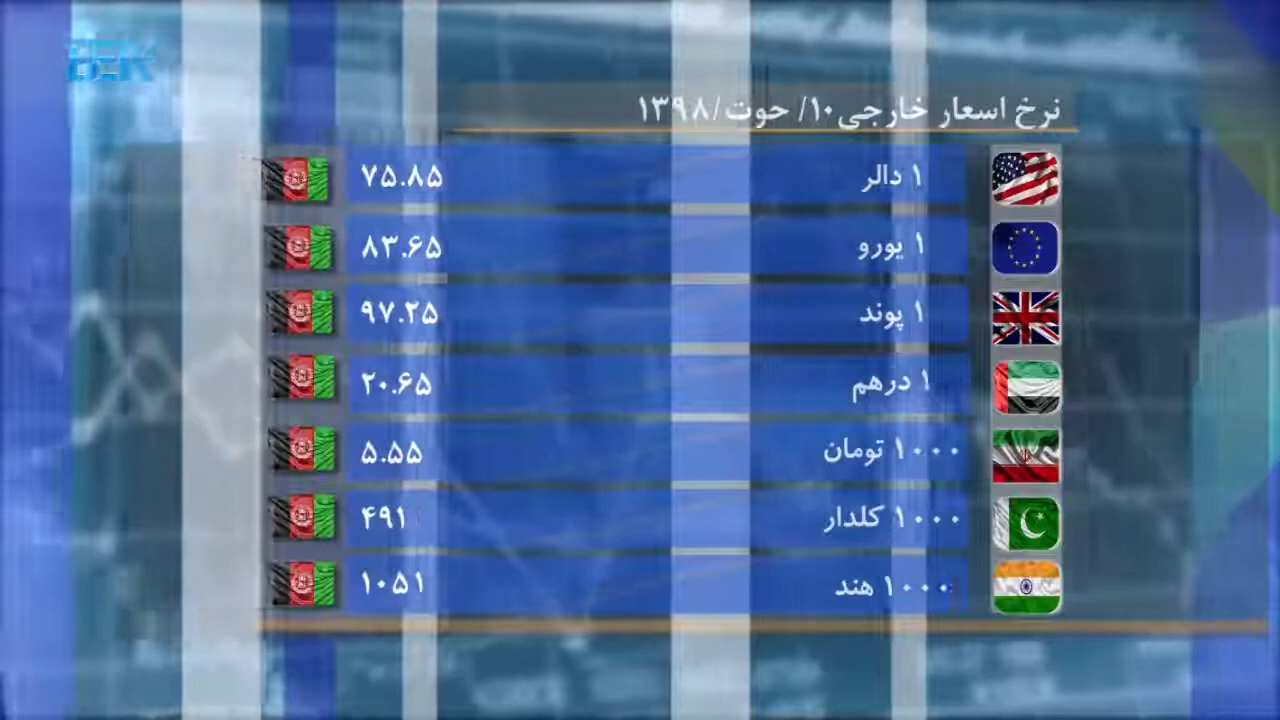 نرخ اسعار خارجی ۱۰/ حوت/۱۳۹۸
۱ دالر ۷۵.۸۵
۱ یورو ۸۳.۶۵
۱ پوند ۹۷.۲۵
۱ درهم ۲۰.۶۵
۱۰۰۰ تومان ۵.۵۵
۱۰۰۰ کلدار ۴۹۱
۱۰۰۰ هند ۱۰۵۱